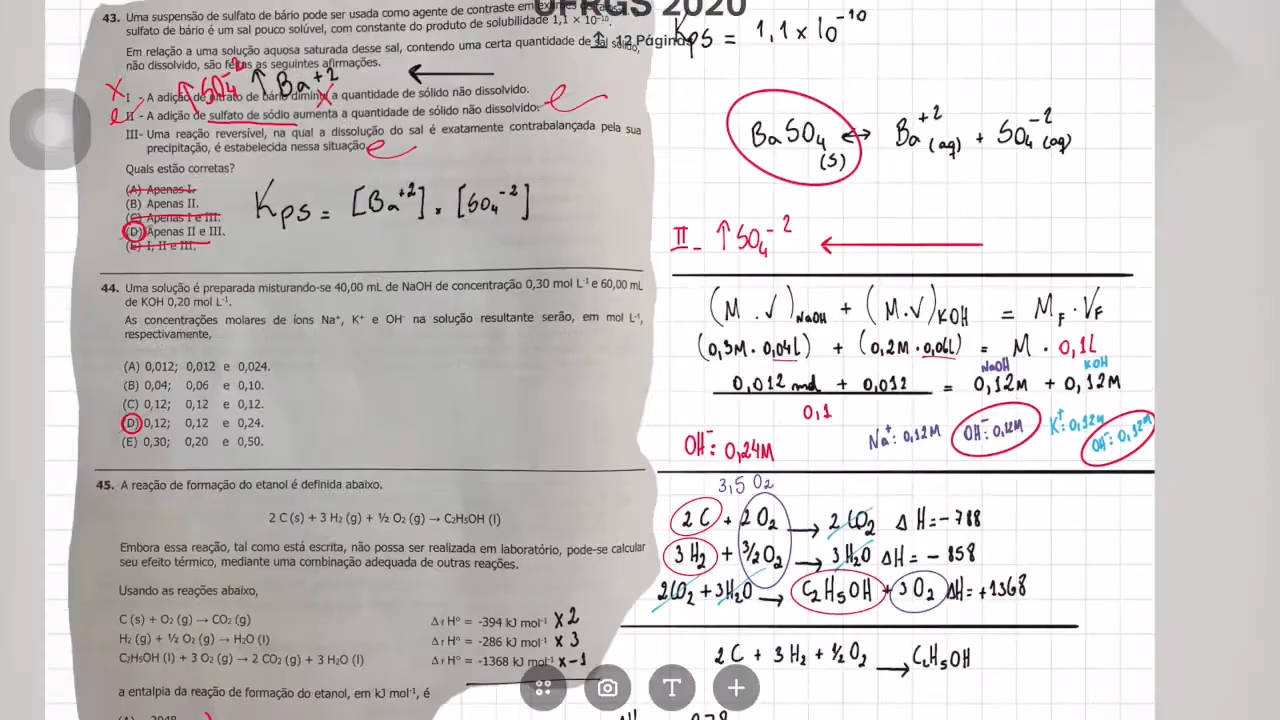 UFRGS 2020
12 Página
43. Uma suspensão de sulfato de bário pode ser usada como agente de contraste em
sulfato de bário é um sal pouco solúvel, com constante do produto de solubilidade 1,1 × 10⁻¹⁰.
Em relação a uma solução aquosa saturada desse sal, contendo uma certa quantidade de sal sólido,
não dissolvido, são feitas as seguintes afirmações.
↑SO₄⁻² ↑Ba⁺² ←
X I - A adição de nitrato de bário diminui a quantidade de sólido não dissolvido.
e II - A adição de sulfato de sódio aumenta a quantidade de sólido não dissolvido. e
III- Uma reação reversível, na qual a dissolução do sal é exatamente contrabalançada pela sua
precipitação, é estabelecida nessa situação. e
Quais estão corretas?
(A) Apenas I.
(B) Apenas II.
(C) Apenas I e III.
(D) Apenas II e III.
(E) I, II e III.
Kps = [Ba⁺²] . [SO₄⁻²]
Kps = 1,1 x 10⁻¹⁰
BaSO₄(s) ↔ Ba⁺²(aq) + SO₄⁻²(aq)
II- ↑SO₄⁻² ←
44. Uma solução é preparada misturando-se 40,00 mL de NaOH de concentração 0,30 mol L⁻¹ e 60,00 mL
de KOH 0,20 mol L⁻¹.
As concentrações molares de íons Na⁺, K⁺ e OH⁻ na solução resultante serão, em mol L⁻¹,
respectivamente,
(A) 0,012; 0,012 e 0,024.
(B) 0,04; 0,06 e 0,10.
(C) 0,12; 0,12 e 0,12.
(D) 0,12; 0,12 e 0,24.
(E) 0,30; 0,20 e 0,50.
(M . V)NaOH + (M.V)KOH = MF . VF
(0,3M . 0,04L) + (0,2M . 0,06L) = M . 0,1L
NaOH KOH
0,012 mol + 0,012 = 0,12M + 0,12M
0,1
Na⁺: 0,12M OH⁻: 0,12M K⁺: 0,12M OH⁻: 0,12M
OH⁻: 0,24M
45. A reação de formação do etanol é definida abaixo.
2 C (s) + 3 H₂ (g) + ½ O₂ (g) → C₂H₅OH (l)
Embora essa reação, tal como está escrita, não possa ser realizada em laboratório, pode-se calcular
seu efeito térmico, mediante uma combinação adequada de outras reações.
Usando as reações abaixo,
C (s) + O₂ (g) → CO₂ (g) Δ r H° = -394 kJ mol⁻¹ x 2
H₂ (g) + ½ O₂ (g) → H₂O (l) Δ r H° = -286 kJ mol⁻¹ x 3
C₂H₅OH (l) + 3 O₂ (g) → 2 CO₂ (g) + 3 H₂O (l) Δ r H° = -1368 kJ mol⁻¹ x -1
a entalpia da reação de formação do etanol, em kJ mol⁻¹, é
3,5 O₂
2C + 2O₂ → 2CO₂ ΔH = -788
3H₂ + 3/2O₂ → 3H₂O ΔH = - 858
2CO₂ + 3H₂O → C₂H₅OH + 3O₂ ΔH = +1368
2C + 3H₂ + ½O₂ → C₂H₅OH
T